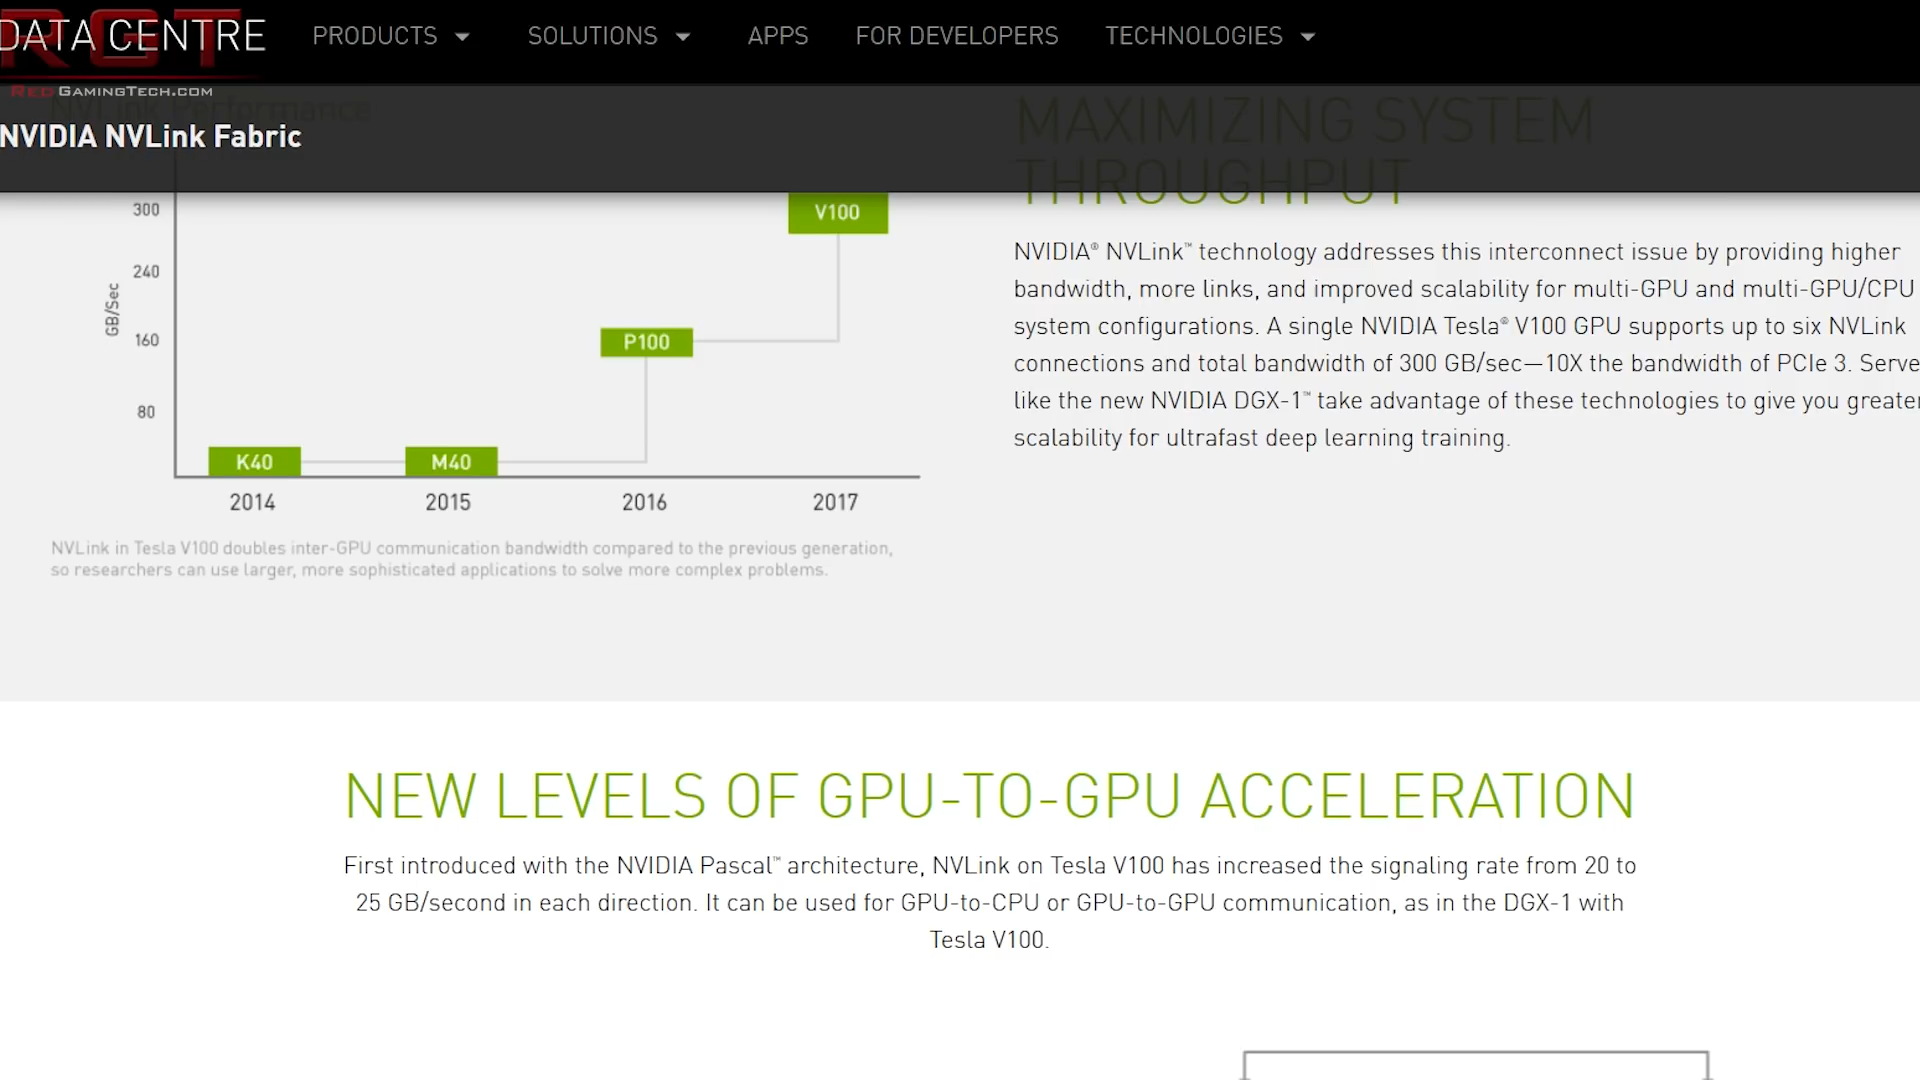 DATA CENTRE PRODUCTS SOLUTIONS APPS FOR DEVELOPERS TECHNOLOGIES
RGT
REDGAMINGTECH.COM
NVLink Performance
NVIDIA NVLink Fabric
300
240
160
80
GB/Sec
V100
P100
K40
M40
2014 2015 2016 2017
NVLink in Tesla V100 doubles inter-GPU communication bandwidth compared to the previous generation,
so researchers can use larger, more sophisticated applications to solve more complex problems.
MAXIMIZING SYSTEM
THROUGHPUT
NVIDIA® NVLink™ technology addresses this interconnect issue by providing higher
bandwidth, more links, and improved scalability for multi-GPU and multi-GPU/CPU
system configurations. A single NVIDIA Tesla® V100 GPU supports up to six NVLink
connections and total bandwidth of 300 GB/sec—10X the bandwidth of PCIe 3. Serve
like the new NVIDIA DGX-1™ take advantage of these technologies to give you greater
scalability for ultrafast deep learning training.
NEW LEVELS OF GPU-TO-GPU ACCELERATION
First introduced with the NVIDIA Pascal™ architecture, NVLink on Tesla V100 has increased the signaling rate from 20 to
25 GB/second in each direction. It can be used for GPU-to-CPU or GPU-to-GPU communication, as in the DGX-1 with
Tesla V100.